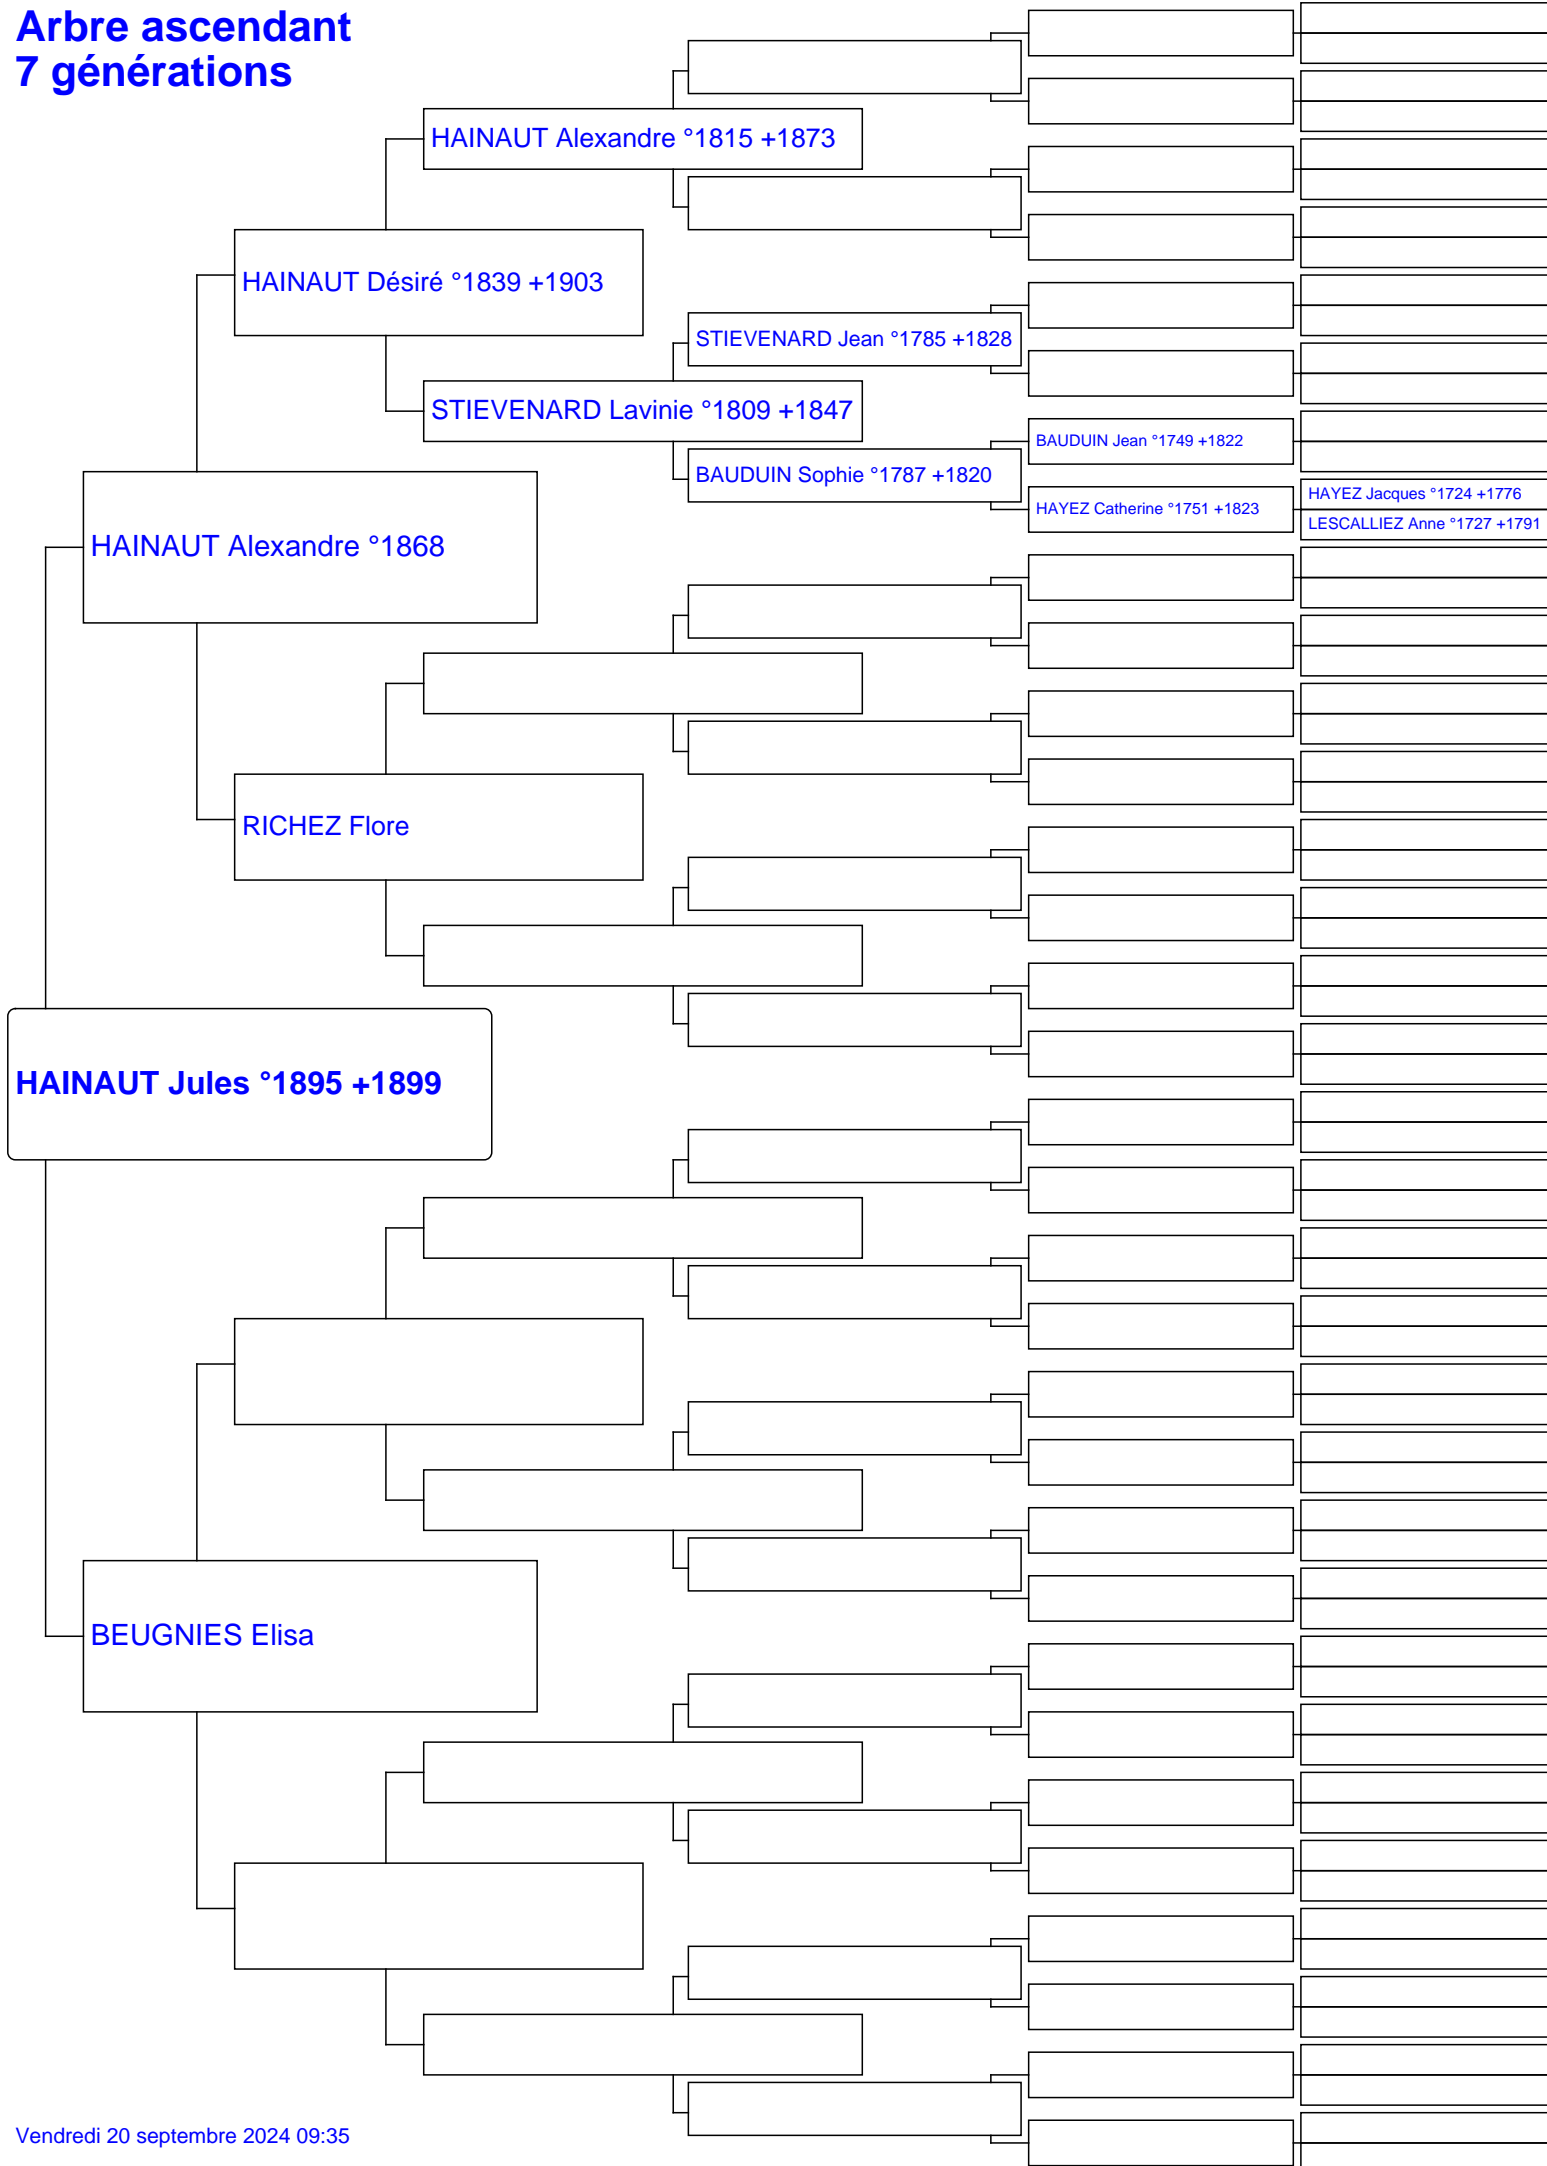 Arbre ascendant
7 générations
HAINAUT Alexandre °1815 +1873
HAINAUT Désiré °1839 +1903
STIEVENARD Jean °1785 +1828
STIEVENARD Lavinie °1809 +1847
BAUDUIN Jean °1749 +1822
BAUDUIN Sophie °1787 +1820
HAYEZ Jacques °1724 +1776
HAYEZ Catherine °1751 +1823
LESCALLIEZ Anne °1727 +1791
HAINAUT Alexandre °1868
RICHEZ Flore
HAINAUT Jules °1895 +1899
BEUGNIES Elisa
Vendredi 20 septembre 2024 09:35